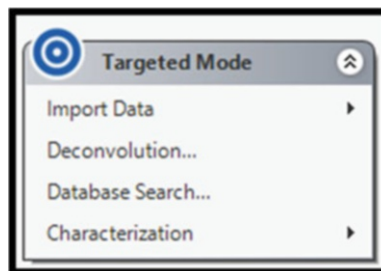 Targeted Mode
Import Data
Deconvolution...
Database Search...
Characterization